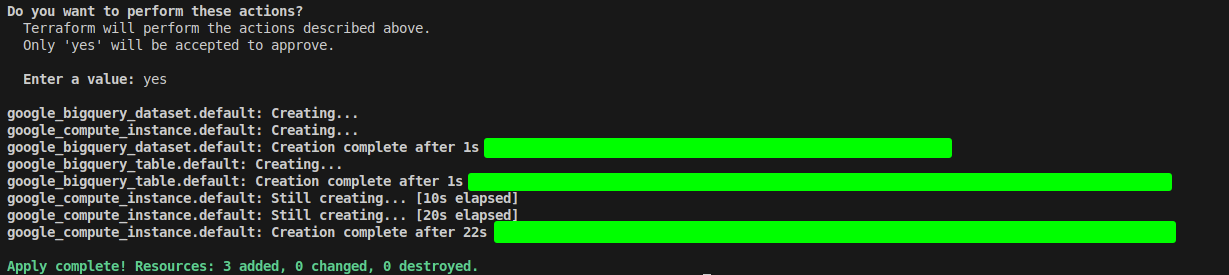 Do you want to perform these actions?
Terraform will perform the actions described above.
Only 'yes' will be accepted to approve.
Enter a value: yes
google_bigquery_dataset.default: Creating...
google_compute_instance.default: Creating...
google_bigquery_dataset.default: Creation complete after 1s
google_bigquery_table.default: Creating...
google_bigquery_table.default: Creation complete after 1s
google_compute_instance.default: Still creating... [10s elapsed]
google_compute_instance.default: Still creating... [20s elapsed]
google_compute_instance.default: Creation complete after 22s
Apply complete! Resources: 3 added, 0 changed, 0 destroyed.